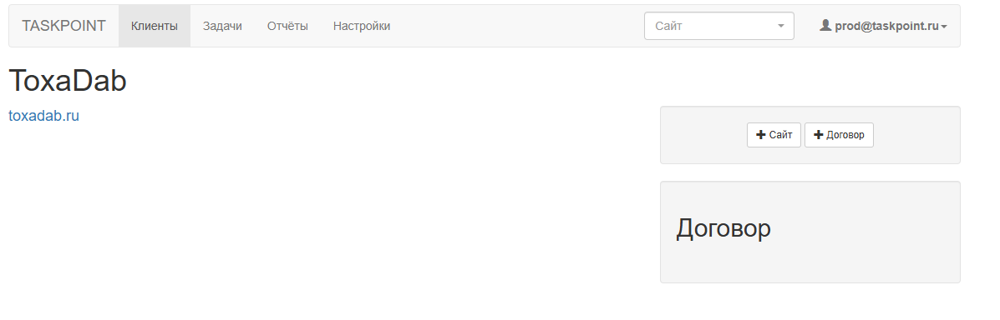 TASKPOINT Клиенты Задачи Отчёты Настройки Сайт prod@taskpoint.ru
ToxaDab
toxadab.ru
Сайт Договор
Договор